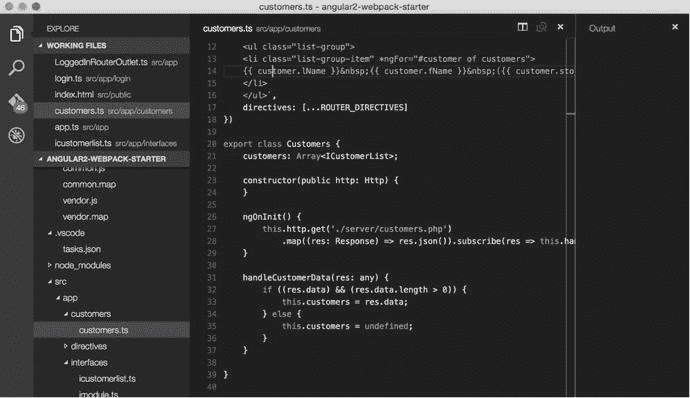 customers.ts - angular2-webpack-starter
EXPLORE
WORKING FILES
LoggedInRouterOutlet.ts src/app
login.ts src/app/login
index.html src/public
customers.ts src/app/customers
app.ts src/app
icustomerlist.ts src/app/interfaces
ANGULAR2-WEBPACK-STARTER
common.js
common.map
vendor.js
vendor.map
.vscode
tasks.json
node_modules
src
app
customers
customers.ts
directives
interfaces
icustomerlist.ts
imodule.ts
48
customers.ts src/app/customers
12 <ul class="list-group">
13 <li class="list-group-item" *ngFor="#customer of customers">
14 {{ customer.lName }}&nbsp;{{ customer.fName }}&nbsp;({{ customer.sto
15 </li>
16 </ul>`,
17 directives: [...ROUTER_DIRECTIVES]
18 })
19
20 export class Customers {
21 customers: Array<ICustomerList>;
22
23 constructor(public http: Http) {
24 }
25
26 ngOnInit() {
27 this.http.get('./server/customers.php')
28 .map((res: Response) => res.json()).subscribe(res => this.han
29 }
30
31 handleCustomerData(res: any) {
32 if ((res.data) && (res.data.length > 0)) {
33 this.customers = res.data;
34 } else {
35 this.customers = undefined;
36 }
37 }
38
39 }
40
Output